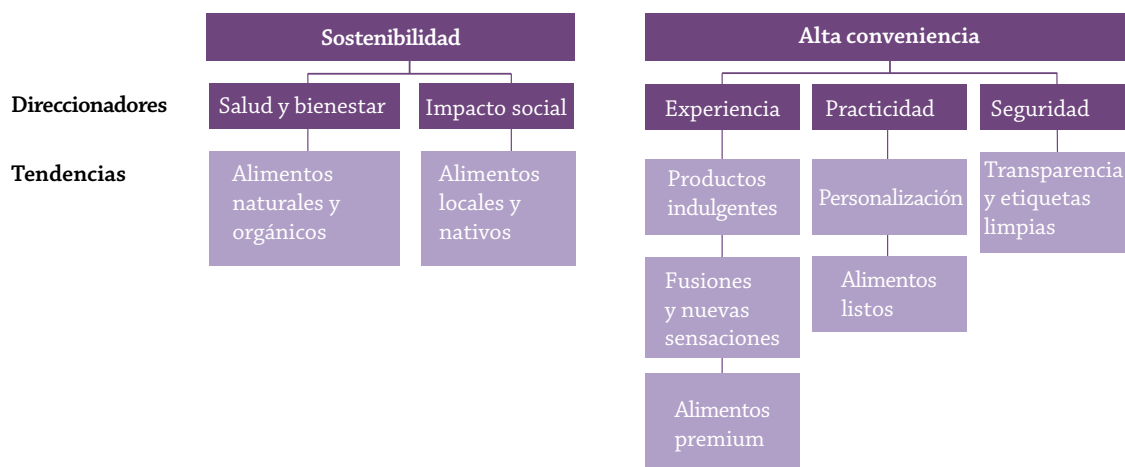 Sostenibilidad
Alta conveniencia
Direccionadores
Salud y bienestar
Impacto social
Experiencia
Practicidad
Seguridad
Tendencias
Alimentos
naturales y
orgánicos
Alimentos
locales y
nativos
Productos
indulgentes
Personalización
Transparencia
y etiquetas
limpias
Fusiones
y nuevas
sensaciones
Alimentos
listos
Alimentos
premium